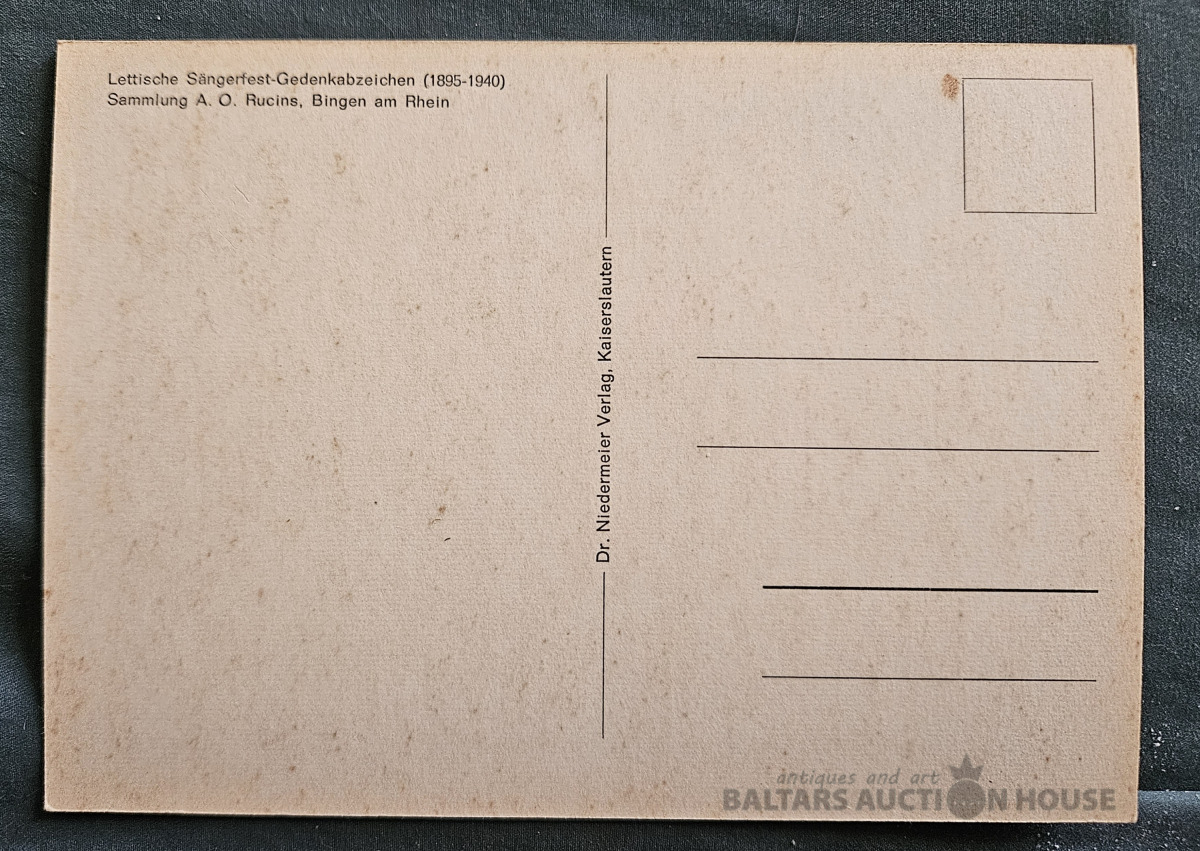 Lettische Sängerfest-Gedenkabzeichen (1895-1940)
Sammlung A. O. Rucins, Bingen am Rhein
Dr. Niedermeier Verlag, Kaiserslautern
antiques and art
BALTARS AUCTION HOUSE